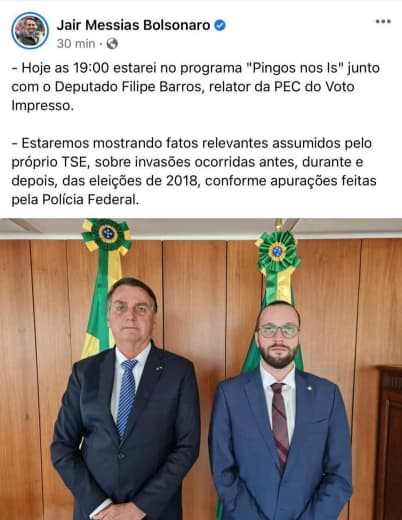 Jair Messias Bolsonaro
30 min ·
- Hoje as 19:00 estarei no programa "Pingos nos Is" junto
com o Deputado Filipe Barros, relator da PEC do Voto
Impresso.
- Estaremos mostrando fatos relevantes assumidos pelo
próprio TSE, sobre invasões ocorridas antes, durante e
depois, das eleições de 2018, conforme apurações feitas
pela Polícia Federal.